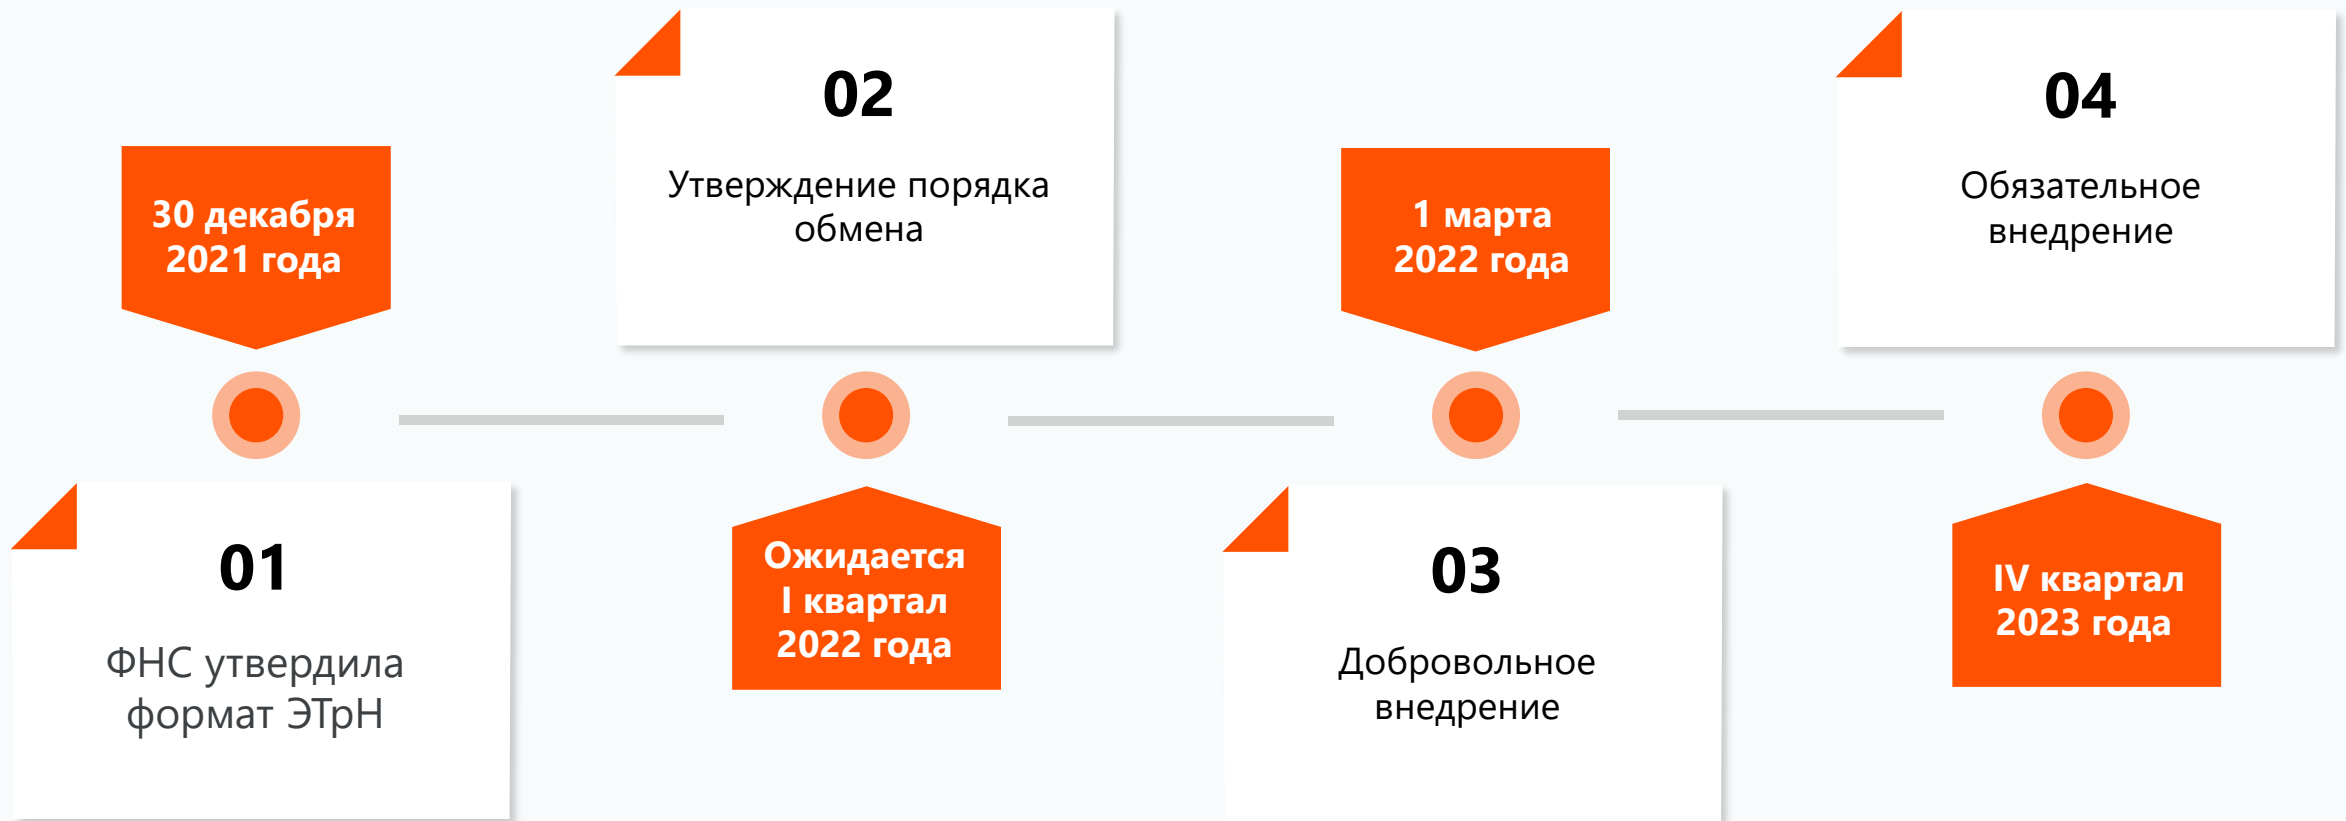 30 декабря
2021 года
01
ФНС утвердила
формат ЭТрН
02
Утверждение порядка
обмена
Ожидается
I квартал
2022 года
1 марта
2022 года
03
Добровольное
внедрение
04
Обязательное
внедрение
IV квартал
2023 года